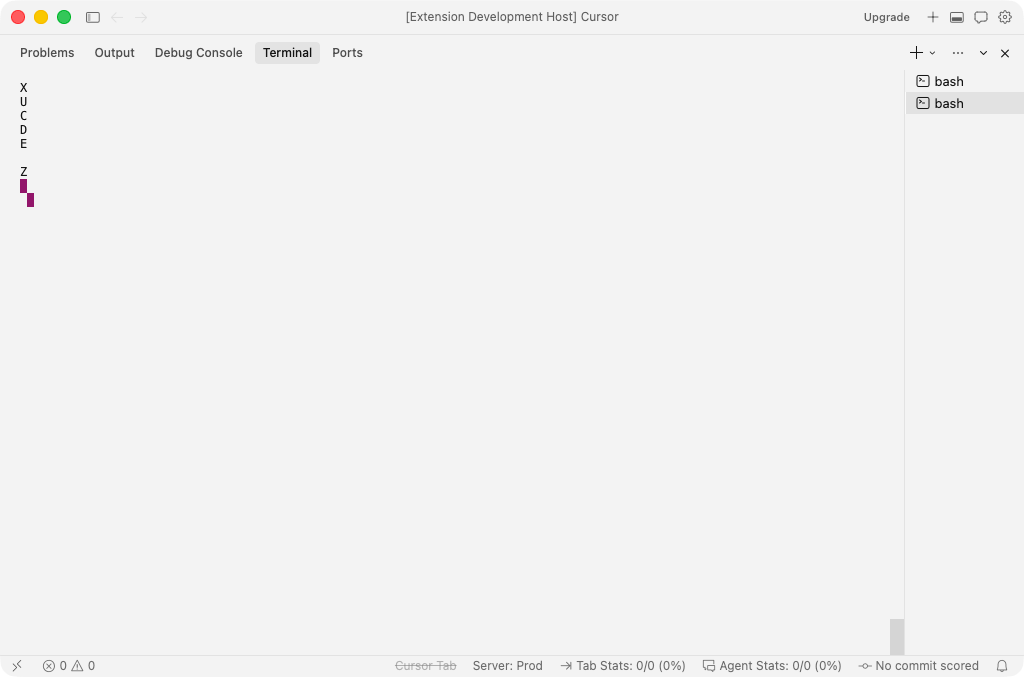 [Extension Development Host] Cursor
Upgrade
Problems Output Debug Console Terminal Ports
X
U
C
D
E
Z
bash
bash
0 0 Cursor Tab Server: Prod Tab Stats: 0/0 (0%) Agent Stats: 0/0 (0%) No commit scored